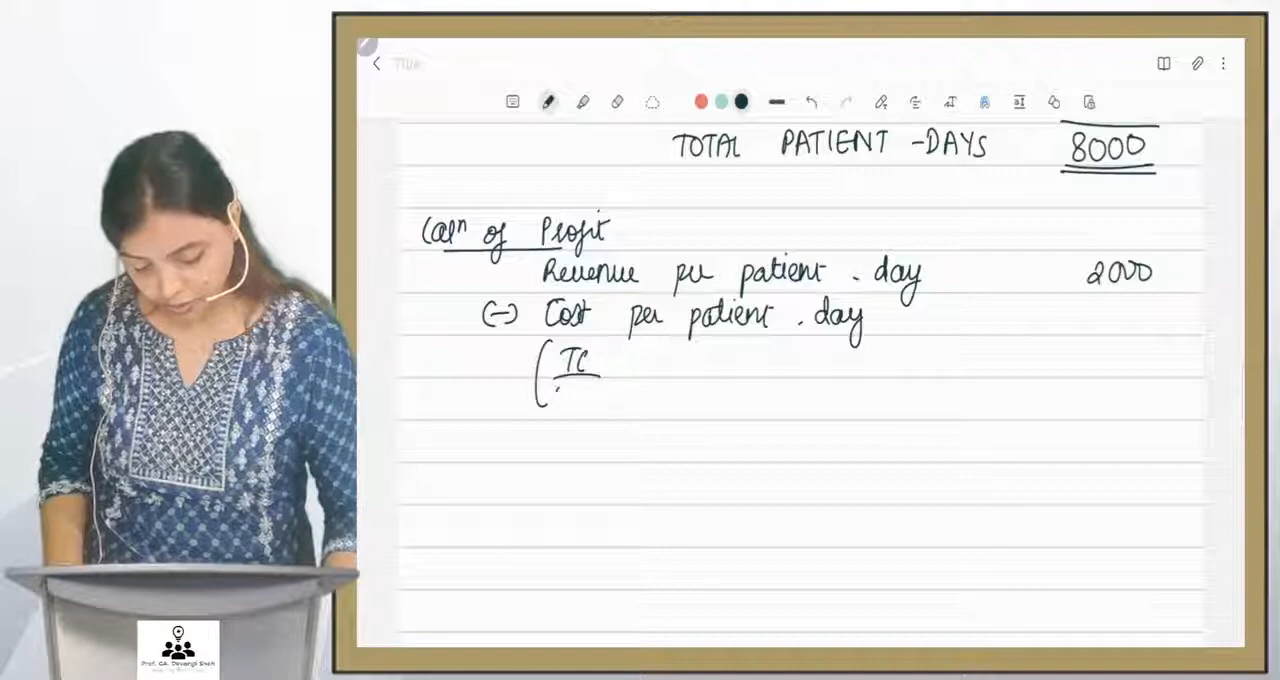 Title
TOTAL PATIENT - DAYS 8000
Calⁿ of Profit
Revenue per patient . day 2000
(-) Cost per patient . day
( TC
Prof. CA. Devangi Shah